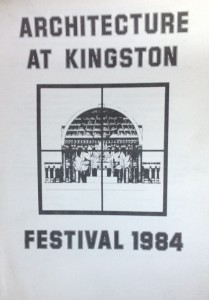 ARCHITECTURE
AT KINGSTON
FESTIVAL 1984